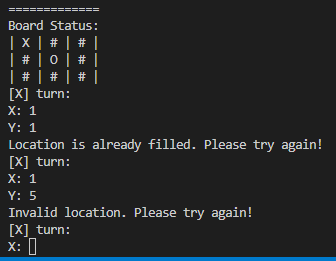 =============
Board Status:
| X | # | # |
| # | O | # |
| # | # | # |
[X] turn:
X: 1
Y: 1
Location is already filled. Please try again!
[X] turn:
X: 1
Y: 5
Invalid location. Please try again!
[X] turn:
X: